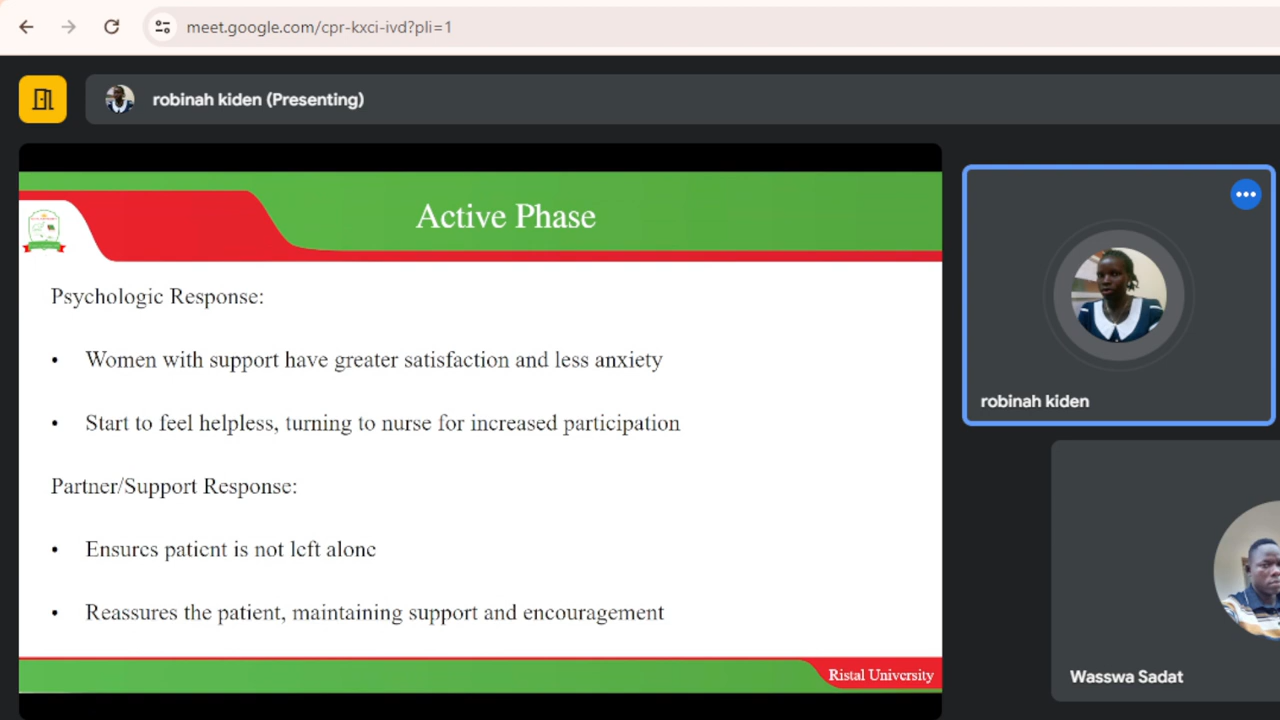 meet.google.com/cpr-kxci-ivd?pli=1
robinah kiden (Presenting)
Active Phase
Psychologic Response:
• Women with support have greater satisfaction and less anxiety
• Start to feel helpless, turning to nurse for increased participation
Partner/Support Response:
• Ensures patient is not left alone
• Reassures the patient, maintaining support and encouragement
Ristal University
robinah kiden
Wasswa Sadat